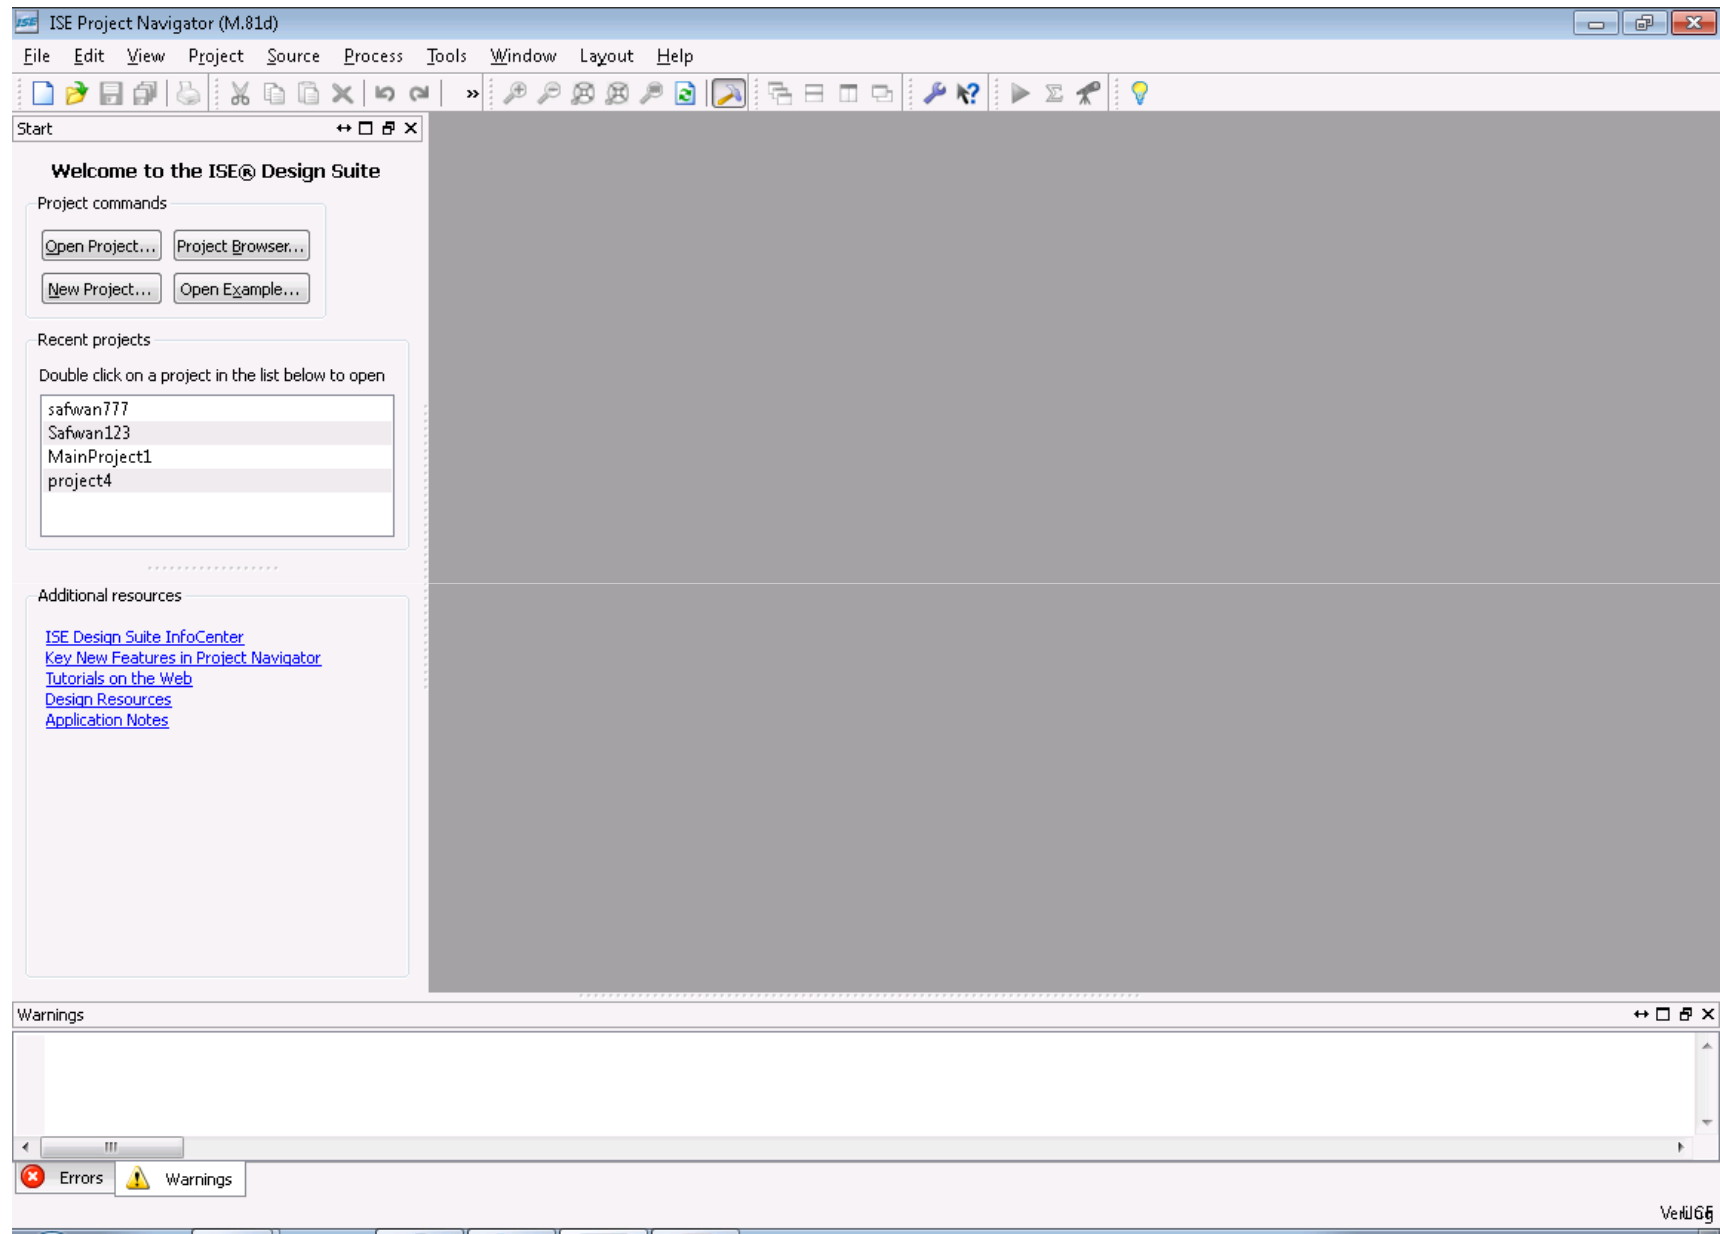 ISE ISE Project Navigator (M.81d)
File Edit View Project Source Process Tools Window Layout Help
Start
Welcome to the ISE® Design Suite
Project commands
Open Project... Project Browser...
New Project... Open Example...
Recent projects
Double click on a project in the list below to open
safwan777
Safwan123
MainProject1
project4
Additional resources
ISE Design Suite InfoCenter
Key New Features in Project Navigator
Tutorials on the Web
Design Resources
Application Notes
Warnings
Errors Warnings